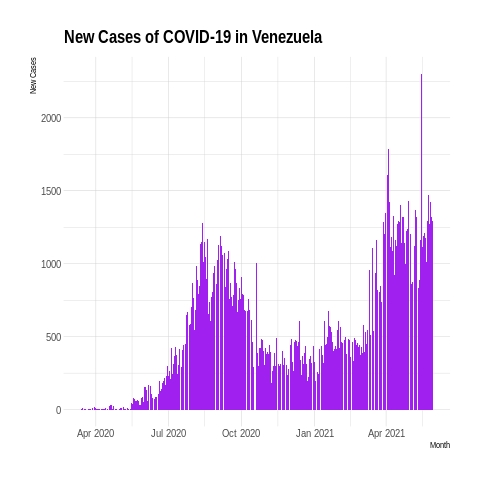 New Cases of COVID-19 in Venezuela
New Cases
2000
1500
1000
500
0
Apr 2020 Jul 2020 Oct 2020 Jan 2021 Apr 2021
Month